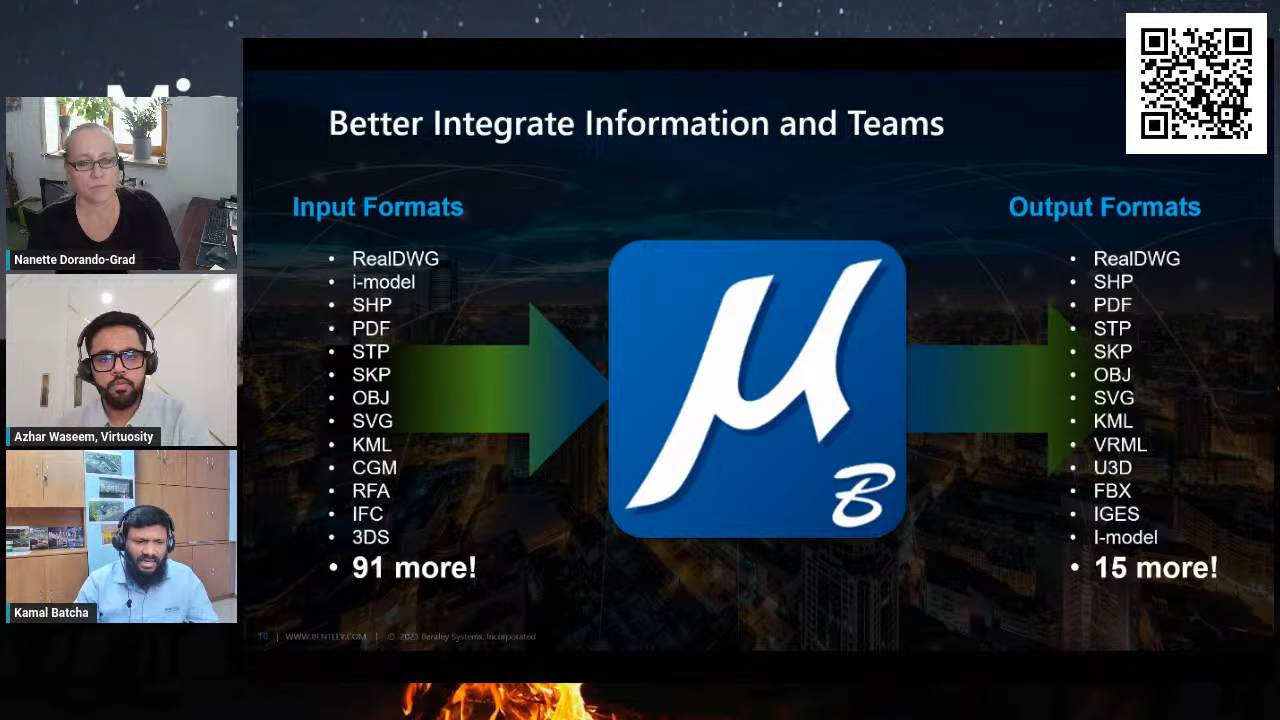 Mi
Nanette Dorando-Grad
Azhar Waseem, Virtuosity
Kamal Batcha
Better Integrate Information and Teams
Input Formats
• RealDWG
• i-model
• SHP
• PDF
• STP
• SKP
• OBJ
• SVG
• KML
• CGM
• RFA
• IFC
• 3DS
• 91 more!
μ
B
Output Formats
• RealDWG
• SHP
• PDF
• STP
• SKP
• OBJ
• SVG
• KML
• VRML
• U3D
• FBX
• IGES
• I-model
• 15 more!
10 | WWW.BENTLEY.COM | © 2023 Bentley Systems, Incorporated